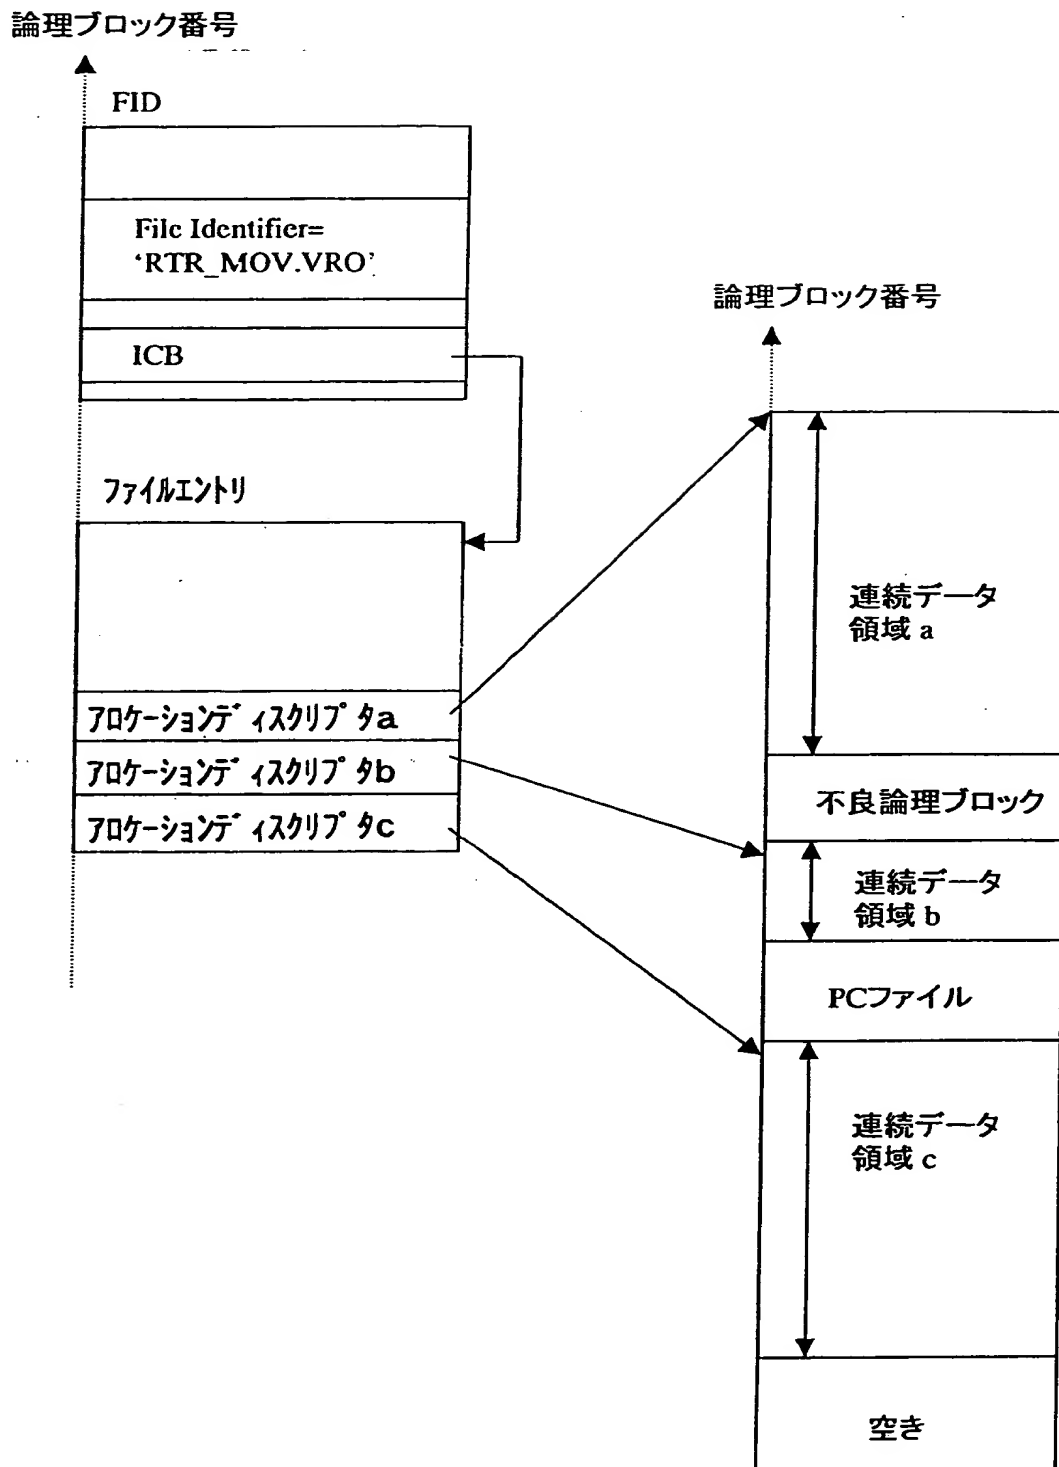 論理ブロック番号
FID
File Identifier=
‘RTR_MOV.VRO’
ICB
ファイルエントリ
アロケーションディスクリプタa
アロケーションディスクリプタb
アロケーションディスクリプタc
論理ブロック番号
連続データ
領域 a
不良論理ブロック
連続データ
領域 b
PCファイル
連続データ
領域 c
空き